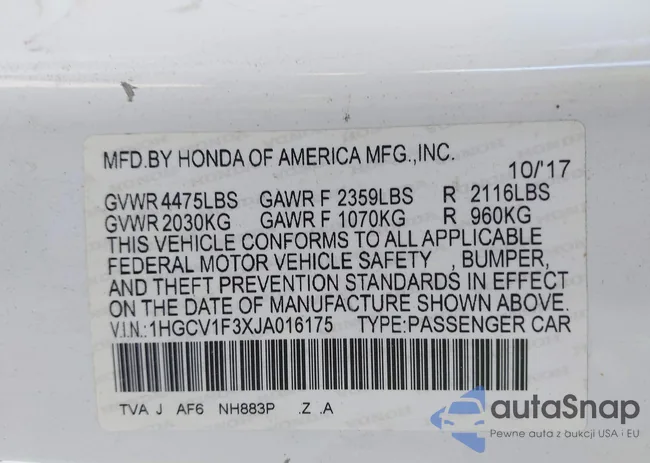 MFD.BY HONDA OF AMERICA MFG.,INC.
10/'17
GVWR 4475LBS GAWR F 2359LBS R 2116LBS
GVWR 2030KG GAWR F 1070KG R 960KG
THIS VEHICLE CONFORMS TO ALL APPLICABLE
FEDERAL MOTOR VEHICLE SAFETY , BUMPER,
AND THEFT PREVENTION STANDARDS IN EFFECT
ON THE DATE OF MANUFACTURE SHOWN ABOVE.
V.I.N.:1HGCV1F3XJA016175 TYPE:PASSENGER CAR
TVA J AF6 NH883P .Z .A
autaSnap
Pewne auta z aukcji USA i EU